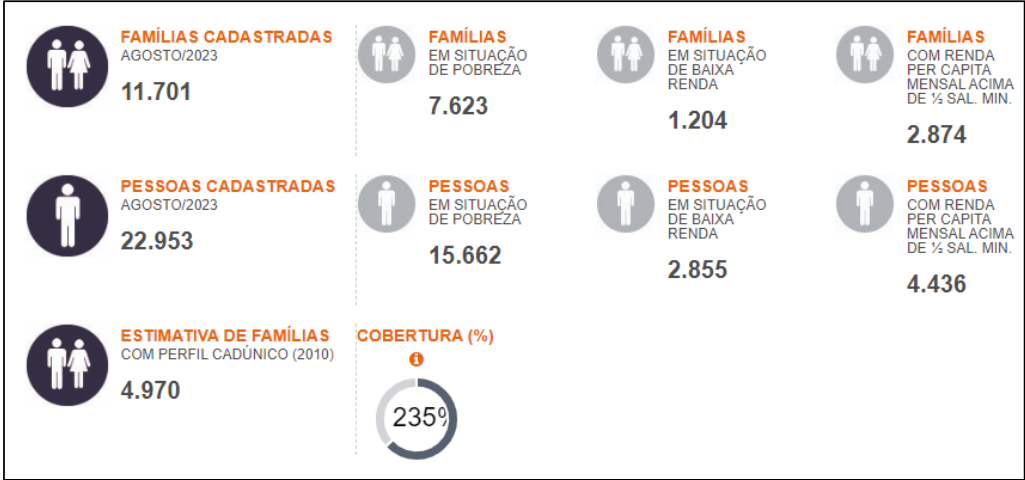 FAMÍLIAS CADASTRADAS
AGOSTO/2023
11.701
FAMÍLIAS
EM SITUAÇÃO
DE POBREZA
7.623
FAMÍLIAS
EM SITUAÇÃO
DE BAIXA
RENDA
1.204
FAMÍLIAS
COM RENDA
PER CAPITA
MENSAL ACIMA
DE ½ SAL. MIN.
2.874
PESSOAS CADASTRADAS
AGOSTO/2023
22.953
PESSOAS
EM SITUAÇÃO
DE POBREZA
15.662
PESSOAS
EM SITUAÇÃO
DE BAIXA
RENDA
2.855
PESSOAS
COM RENDA
PER CAPITA
MENSAL ACIMA
DE ½ SAL. MIN.
4.436
ESTIMATIVA DE FAMÍLIAS
COM PERFIL CADÚNICO (2010)
4.970
COBERTURA (%)
i
235%